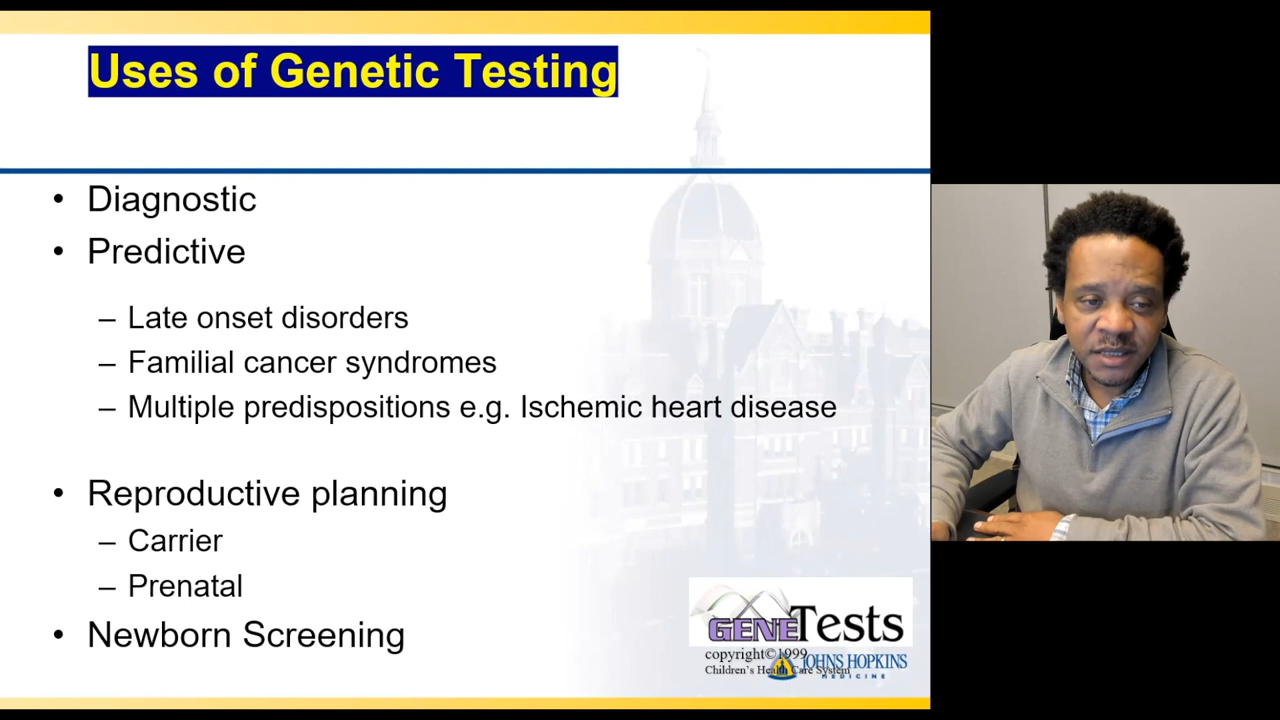 Uses of Genetic Testing
• Diagnostic
• Predictive
– Late onset disorders
– Familial cancer syndromes
– Multiple predispositions e.g. Ischemic heart disease
• Reproductive planning
– Carrier
– Prenatal
• Newborn Screening
GENETests
copyright©1999
Children's Health Care System
JOHNS HOPKINS
MEDICINE